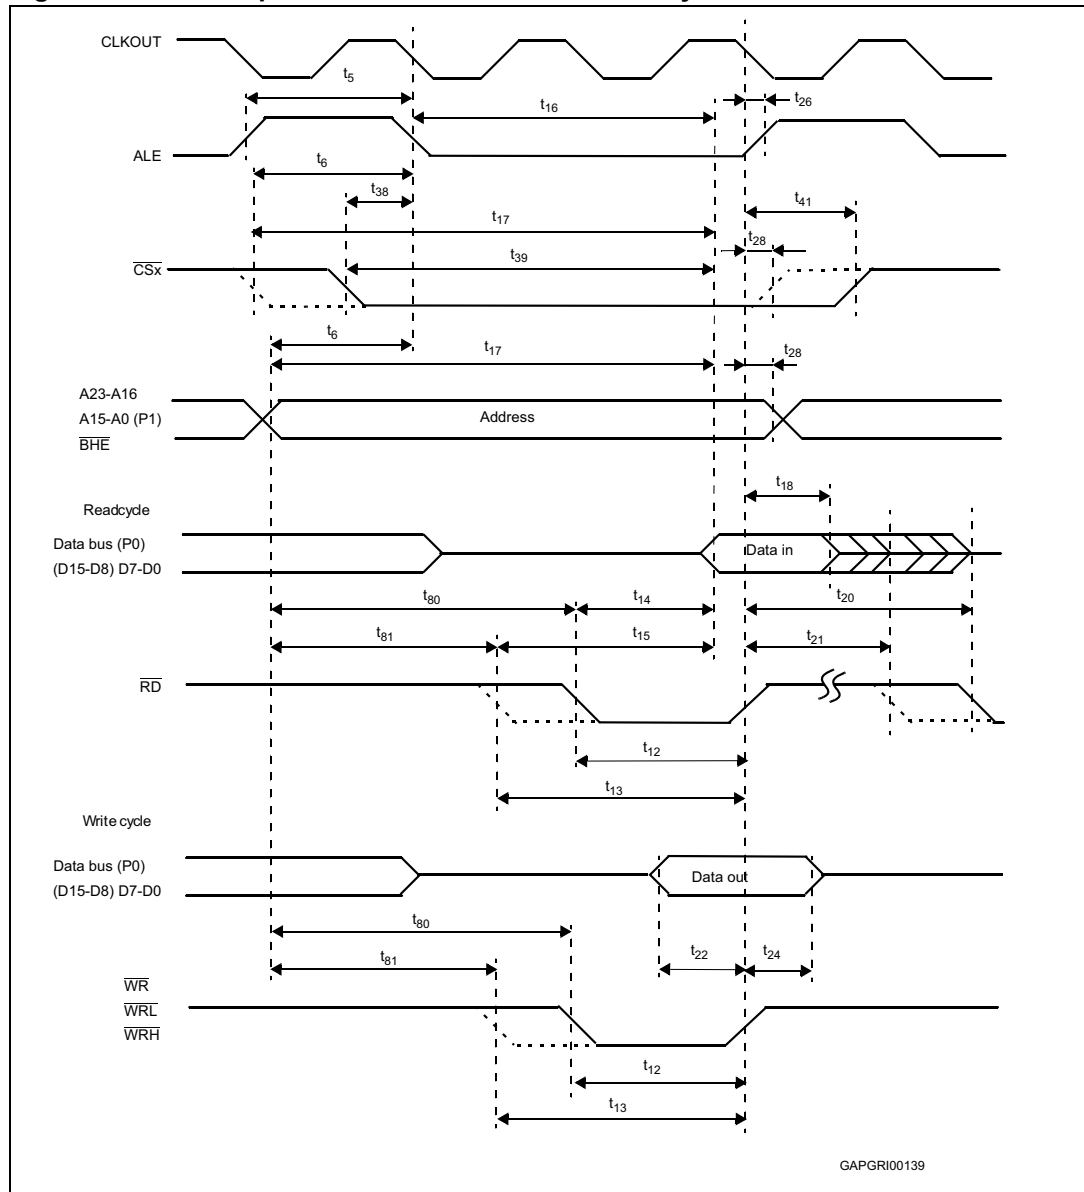 CLKOUT
t5
t16
t26
ALE
t6
t38
t41
t17
t28
t39
CSx
t6
t17
t28
A23-A16
A15-A0 (P1)
Address
BHE
t18
Readcycle
Data bus (P0)
Data in
(D15-D8) D7-D0
t80
t14
t20
t81
t15
t21
RD
t12
t13
Write cycle
Data bus (P0)
Data out
(D15-D8) D7-D0
t80
t22
t24
t81
WR
WRL
WRH
t12
t13
GAPGRI00139